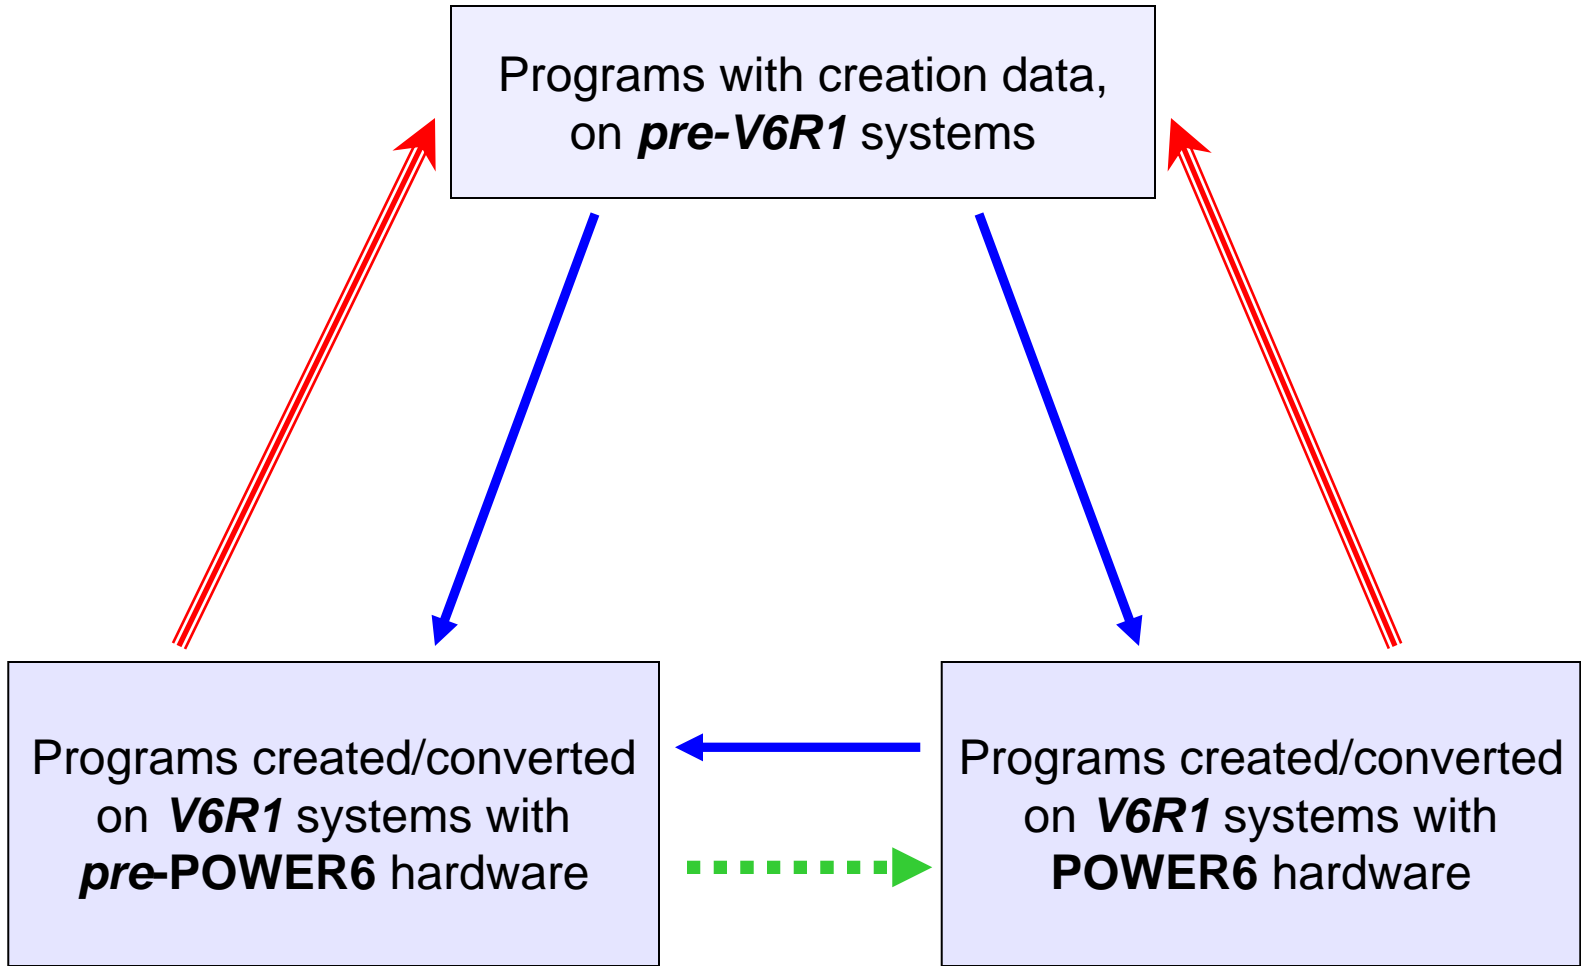 Programs with creation data,
on pre-V6R1 systems
Programs created/converted
on V6R1 systems with
pre-POWER6 hardware
Programs created/converted
on V6R1 systems with
POWER6 hardware